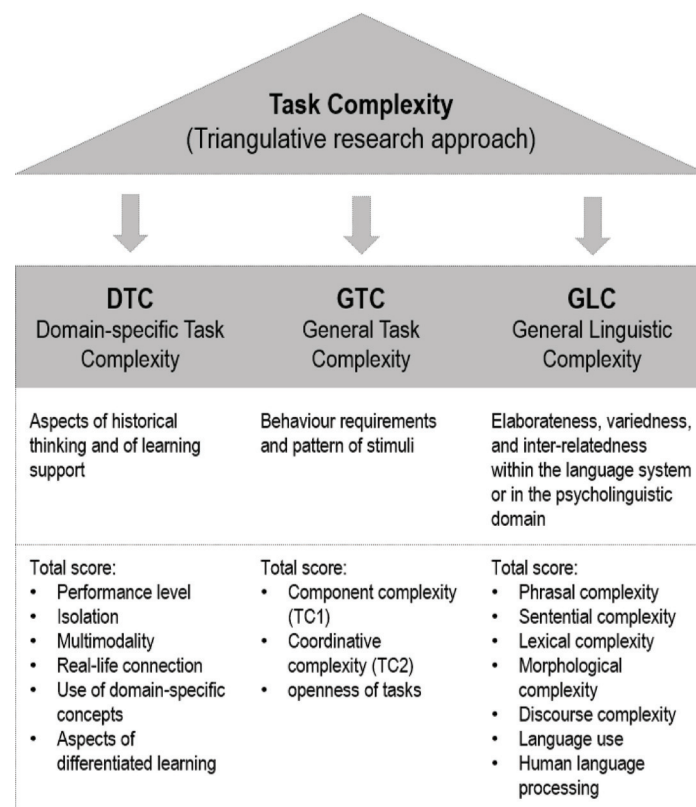 Task Complexity
(Triangulative research approach)
DTC
Domain-specific Task
Complexity
Aspects of historical
thinking and of learning
support
Total score:
• Performance level
• Isolation
• Multimodality
• Real-life connection
• Use of domain-specific
concepts
• Aspects of
differentiated learning
GTC
General Task
Complexity
Behaviour requirements
and pattern of stimuli
Total score:
• Component complexity
(TC1)
• Coordinative
complexity (TC2)
• openness of tasks
GLC
General Linguistic
Complexity
Elaborateness, variedness,
and inter-relatedness
within the language system
or in the psycholinguistic
domain
Total score:
• Phrasal complexity
• Sentential complexity
• Lexical complexity
• Morphological
complexity
• Discourse complexity
• Language use
• Human language
processing